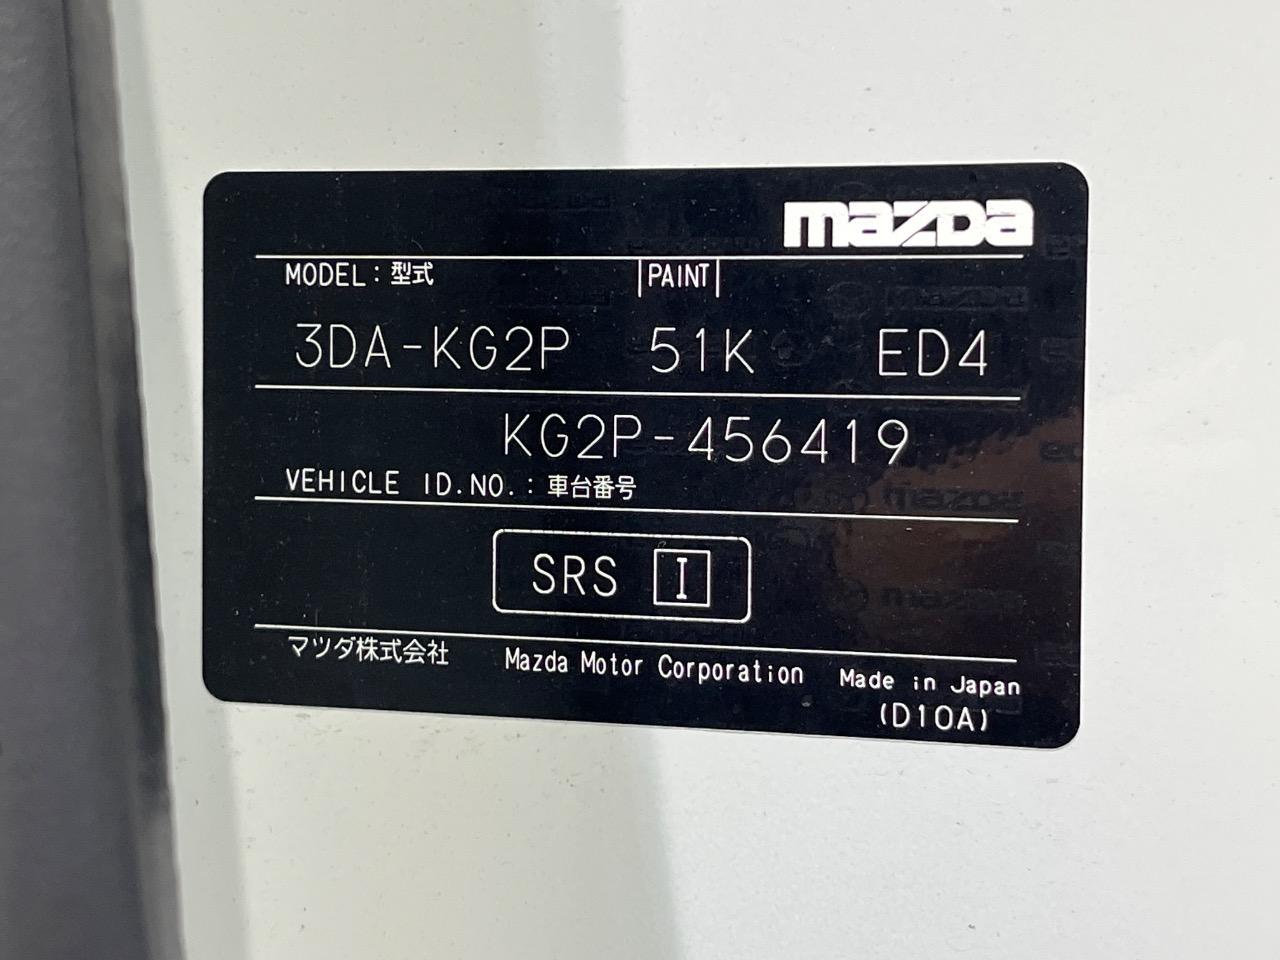 mazda
MODEL : 型式 PAINT
3DA-KG2P 51K ED4
KG2P-456419
VEHICLE ID.NO. : 車台番号
SRS I
マツダ株式会社 Mazda Motor Corporation Made in Japan
(D10A)